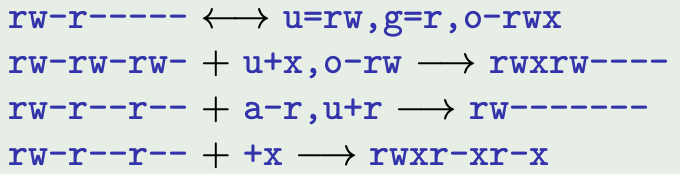 rw-r----- ⟷ u=rw,g=r,o-rwx
rw-rw-rw- + u+x,o-rw ⟶ rwxrw----
rw-r--r-- + a-r,u+r ⟶ rw-------
rw-r--r-- + +x ⟶ rwxr-xr-x